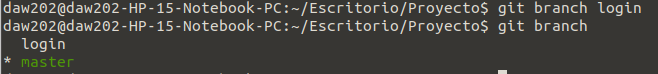 daw202@daw202-HP-15-Notebook-PC:~/Escritorio/Proyecto$ git branch login
daw202@daw202-HP-15-Notebook-PC:~/Escritorio/Proyecto$ git branch
  login
* master